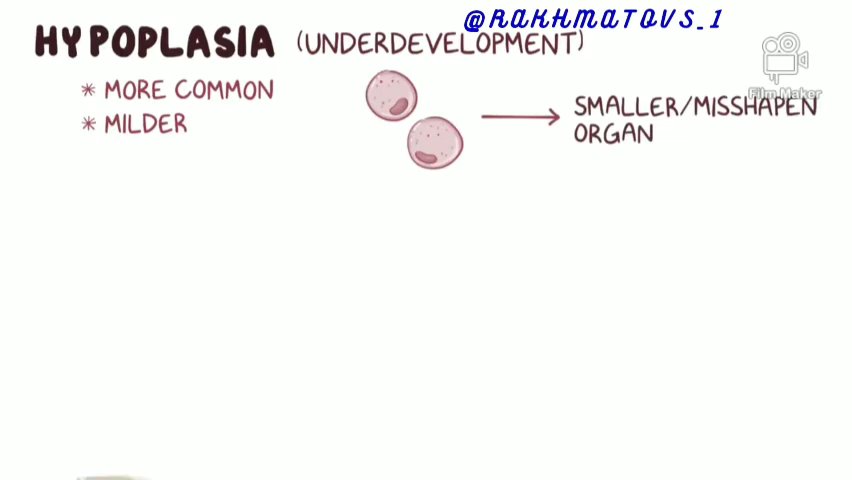 @RAKHMATOVS_1
HYPOPLASIA (UNDERDEVELOPMENT)
* MORE COMMON
* MILDER
Film Maker
SMALLER/MISSHAPEN
ORGAN